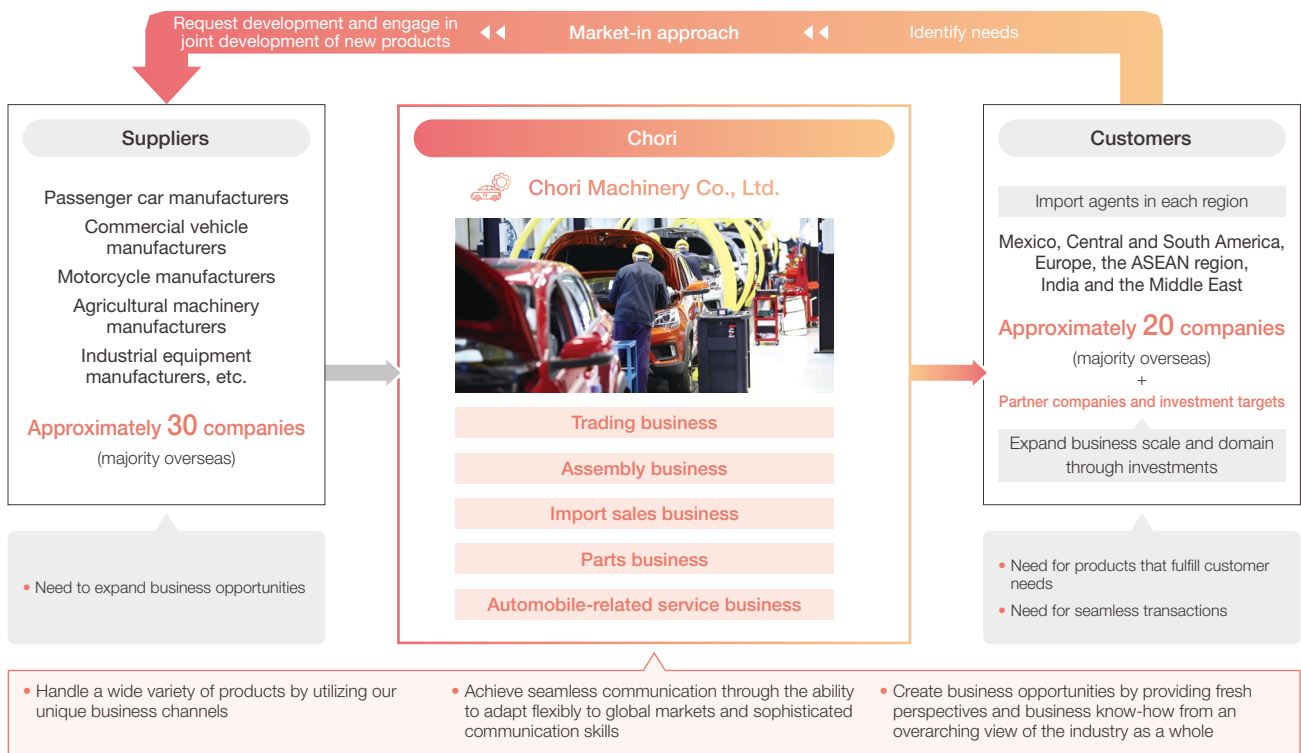 Request development and engage in
joint development of new products
Market-in approach
Identify needs
Suppliers
Passenger car manufacturers
Commercial vehicle
manufacturers
Motorcycle manufacturers
Agricultural machinery
manufacturers
Industrial equipment
manufacturers, etc.
Approximately 30 companies
(majority overseas)
• Need to expand business opportunities
Chori
Chori Machinery Co., Ltd.
Trading business
Assembly business
Import sales business
Parts business
Automobile-related service business
Customers
Import agents in each region
Mexico, Central and South America,
Europe, the ASEAN region,
India and the Middle East
Approximately 20 companies
(majority overseas)
+
Partner companies and investment targets
Expand business scale and domain
through investments
• Need for products that fulfill customer
needs
• Need for seamless transactions
• Handle a wide variety of products by utilizing our
unique business channels
• Achieve seamless communication through the ability
to adapt flexibly to global markets and sophisticated
communication skills
• Create business opportunities by providing fresh
perspectives and business know-how from an
overarching view of the industry as a whole